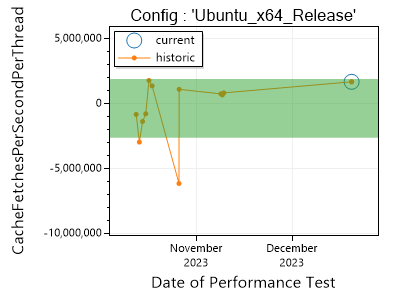 Config : 'Ubuntu_x64_Release'
CacheFetchesPerSecondPerThread
5,000,000
0
-5,000,000
-10,000,000
current
historic
November
2023
December
2023
Date of Performance Test